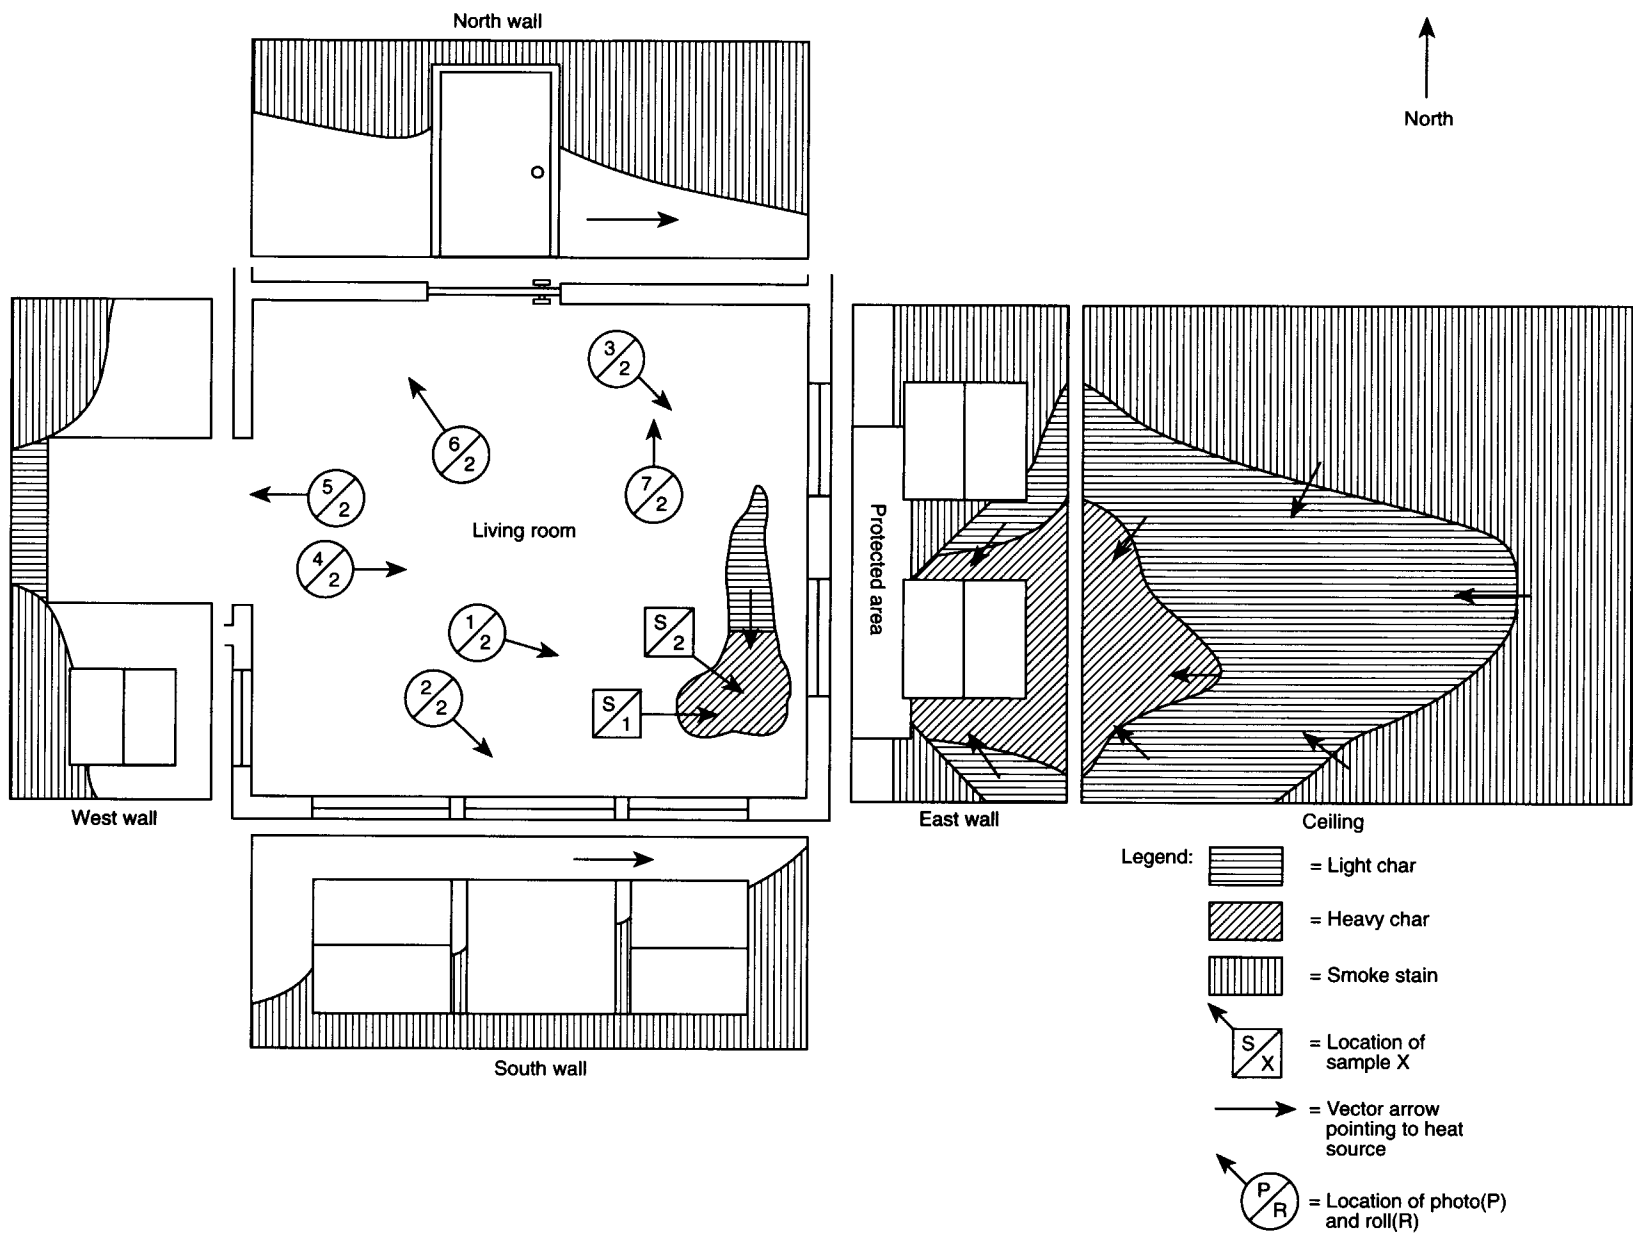 North wall
North
3
2
6
2
5
2
7
2
Living room
4
2
1
2
S
2
2
2
S
1
Protected area
West wall
East wall
Ceiling
South wall
Legend:
= Light char
= Heavy char
= Smoke stain
S
X
= Location of
sample X
= Vector arrow
pointing to heat
source
P
R
= Location of photo(P)
and roll(R)